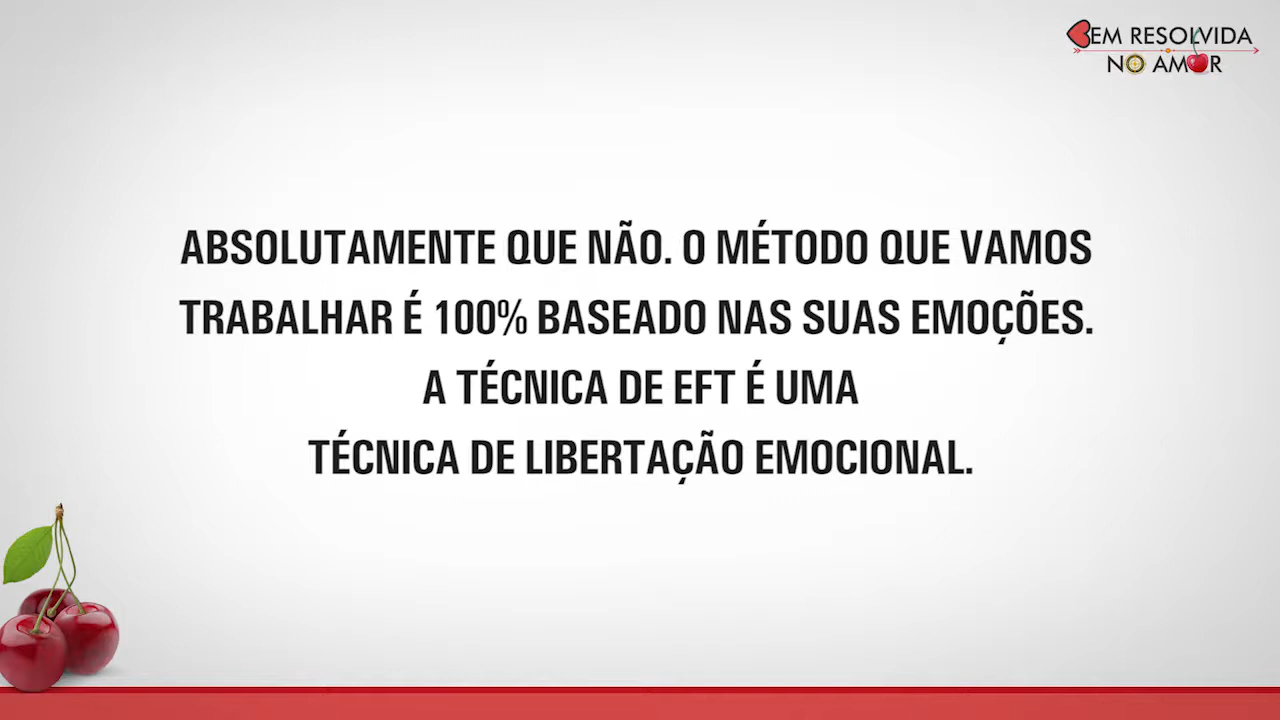 BEM RESOLVIDA
NO AMOR
ABSOLUTAMENTE QUE NÃO. O MÉTODO QUE VAMOS
TRABALHAR É 100% BASEADO NAS SUAS EMOÇÕES.
A TÉCNICA DE EFT É UMA
TÉCNICA DE LIBERTAÇÃO EMOCIONAL.